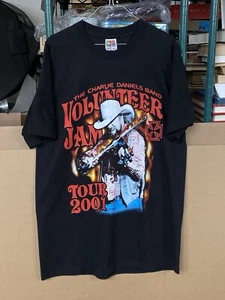 THE CHARLIE DANIELS BAND
VOLUNTEER
JAM
TOUR
2001